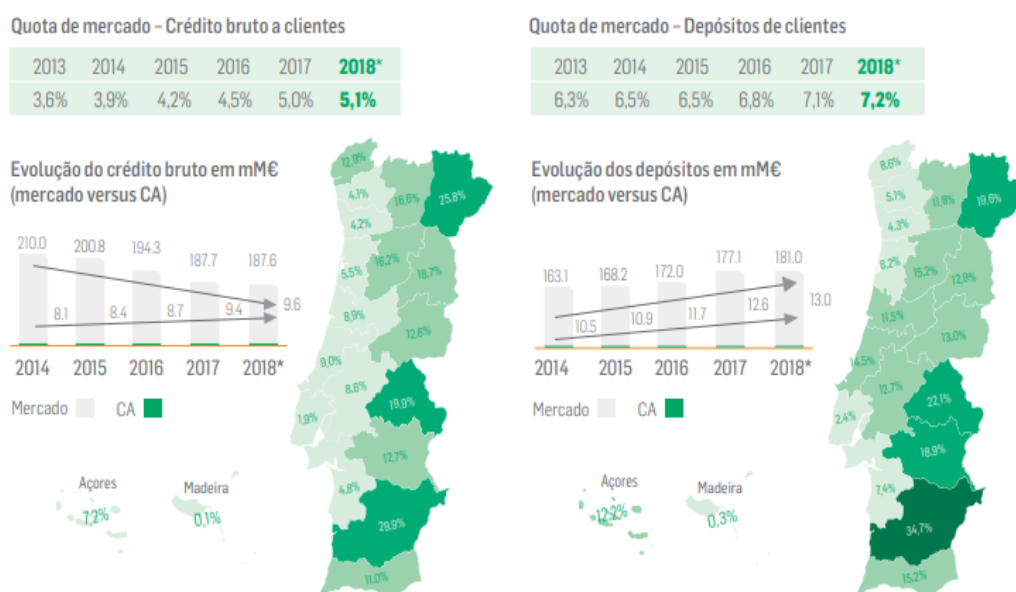 Quota de mercado – Crédito bruto a clientes
2013 2014 2015 2016 2017 2018*
3,6% 3,9% 4,2% 4,5% 5,0% 5,1%
Evolução do crédito bruto em mM€
(mercado versus CA)
210.0 200.8 194.3 187.7 187.6
8.1 8.4 8.7 9.4 9.6
2014 2015 2016 2017 2018*
Mercado CA
Açores
7,2%
Madeira
0,1%
12,9%
4,1%
16,6%
25,8%
4,2%
5,5%
16,2%
18,7%
8,9%
12,6%
9,0%
8,6%
19,9%
1,9%
12,7%
4,8%
29,9%
11,0%
Quota de mercado – Depósitos de clientes
2013 2014 2015 2016 2017 2018*
6,3% 6,5% 6,5% 6,8% 7,1% 7,2%
Evolução dos depósitos em mM€
(mercado versus CA)
163.1 168.2 172.0 177.1 181.0
10.5 10.9 11.7 12.6 13.0
2014 2015 2016 2017 2018*
Mercado CA
Açores
12,2%
Madeira
0,3%
8,6%
5,1%
11,8%
19,6%
4,3%
8,2%
15,2%
12,9%
11,5%
13,0%
14,5%
12,7%
22,1%
2,4%
18,9%
7,4%
34,7%
15,2%